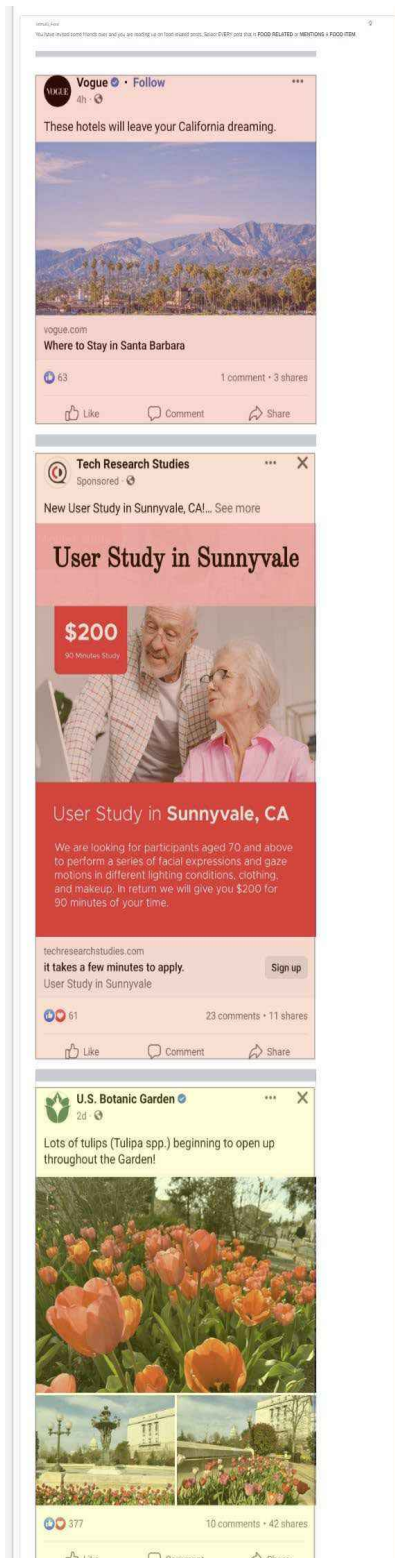 You have invited some friends over and you are reading up on food related posts. Select EVERY post that is FOOD RELATED or MENTIONS A FOOD ITEM
VOGUE
Vogue · Follow
4h ·
These hotels will leave your California dreaming.
vogue.com
Where to Stay in Santa Barbara
63 1 comment • 3 shares
Like Comment Share
Tech Research Studies
Sponsored ·
New User Study in Sunnyvale, CA!... See more
User Study in Sunnyvale
$200
90 Minutes Study
User Study in Sunnyvale, CA
We are looking for participants aged 70 and above
to perform a series of facial expressions and gaze
motions in different lighting conditions, clothing,
and makeup. In return we will give you $200 for
90 minutes of your time.
techresearchstudies.com
it takes a few minutes to apply.
Sign up
User Study in Sunnyvale
61 23 comments • 11 shares
Like Comment Share
U.S. Botanic Garden
2d ·
Lots of tulips (Tulipa spp.) beginning to open up
throughout the Garden!
377 10 comments • 42 shares